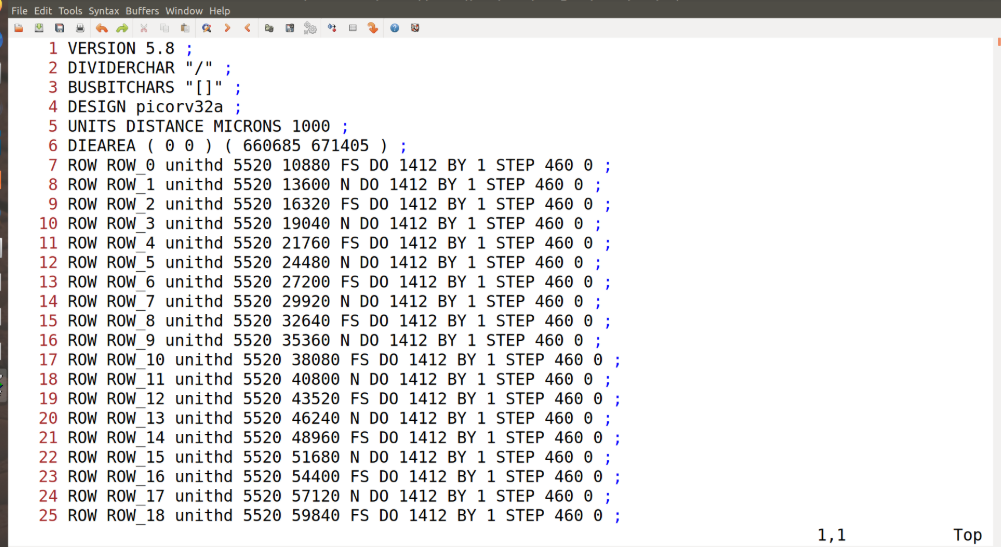 File Edit Tools Syntax Buffers Window Help
1 VERSION 5.8 ;
2 DIVIDERCHAR "/" ;
3 BUSBITCHARS "[]" ;
4 DESIGN picorv32a ;
5 UNITS DISTANCE MICRONS 1000 ;
6 DIEAREA ( 0 0 ) ( 660685 671405 ) ;
7 ROW ROW_0 unithd 5520 10880 FS DO 1412 BY 1 STEP 460 0 ;
8 ROW ROW_1 unithd 5520 13600 N DO 1412 BY 1 STEP 460 0 ;
9 ROW ROW_2 unithd 5520 16320 FS DO 1412 BY 1 STEP 460 0 ;
10 ROW ROW_3 unithd 5520 19040 N DO 1412 BY 1 STEP 460 0 ;
11 ROW ROW_4 unithd 5520 21760 FS DO 1412 BY 1 STEP 460 0 ;
12 ROW ROW_5 unithd 5520 24480 N DO 1412 BY 1 STEP 460 0 ;
13 ROW ROW_6 unithd 5520 27200 FS DO 1412 BY 1 STEP 460 0 ;
14 ROW ROW_7 unithd 5520 29920 N DO 1412 BY 1 STEP 460 0 ;
15 ROW ROW_8 unithd 5520 32640 FS DO 1412 BY 1 STEP 460 0 ;
16 ROW ROW_9 unithd 5520 35360 N DO 1412 BY 1 STEP 460 0 ;
17 ROW ROW_10 unithd 5520 38080 FS DO 1412 BY 1 STEP 460 0 ;
18 ROW ROW_11 unithd 5520 40800 N DO 1412 BY 1 STEP 460 0 ;
19 ROW ROW_12 unithd 5520 43520 FS DO 1412 BY 1 STEP 460 0 ;
20 ROW ROW_13 unithd 5520 46240 N DO 1412 BY 1 STEP 460 0 ;
21 ROW ROW_14 unithd 5520 48960 FS DO 1412 BY 1 STEP 460 0 ;
22 ROW ROW_15 unithd 5520 51680 N DO 1412 BY 1 STEP 460 0 ;
23 ROW ROW_16 unithd 5520 54400 FS DO 1412 BY 1 STEP 460 0 ;
24 ROW ROW_17 unithd 5520 57120 N DO 1412 BY 1 STEP 460 0 ;
25 ROW ROW_18 unithd 5520 59840 FS DO 1412 BY 1 STEP 460 0 ;
1,1 Top